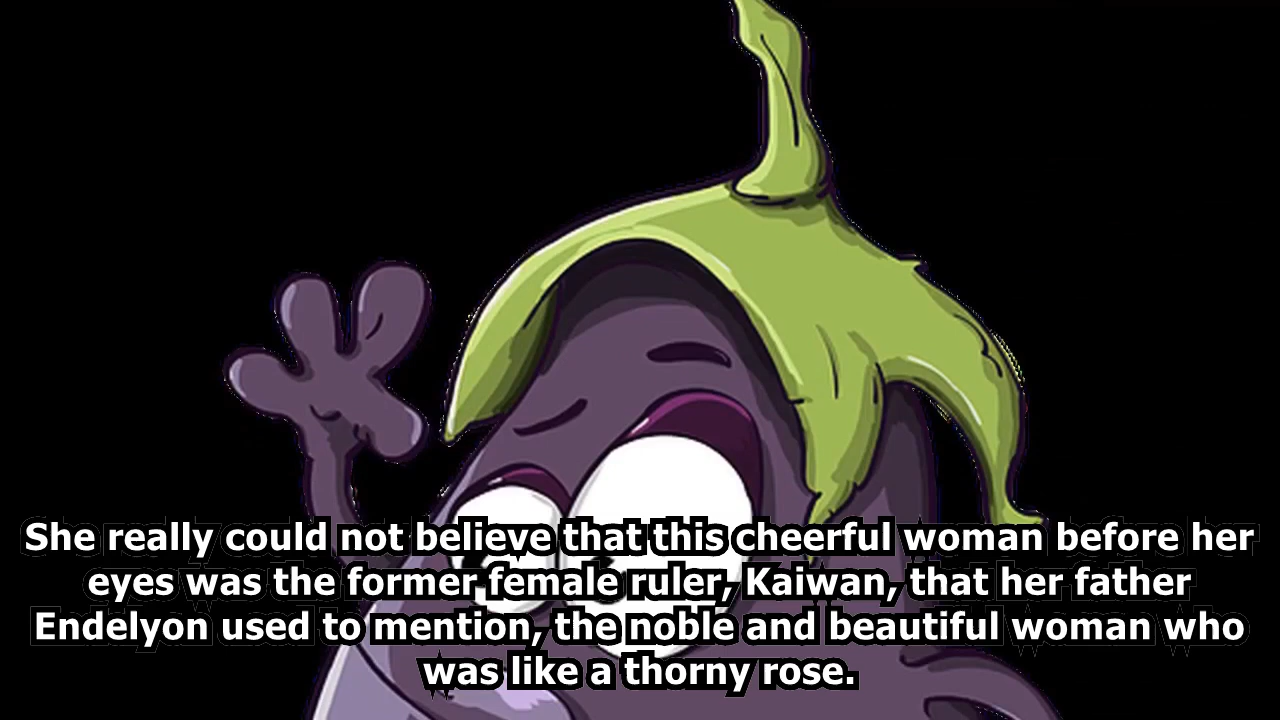 She really could not believe that this cheerful woman before her
eyes was the former female ruler, Kaiwan, that her father
Endelyon used to mention, the noble and beautiful woman who
was like a thorny rose.